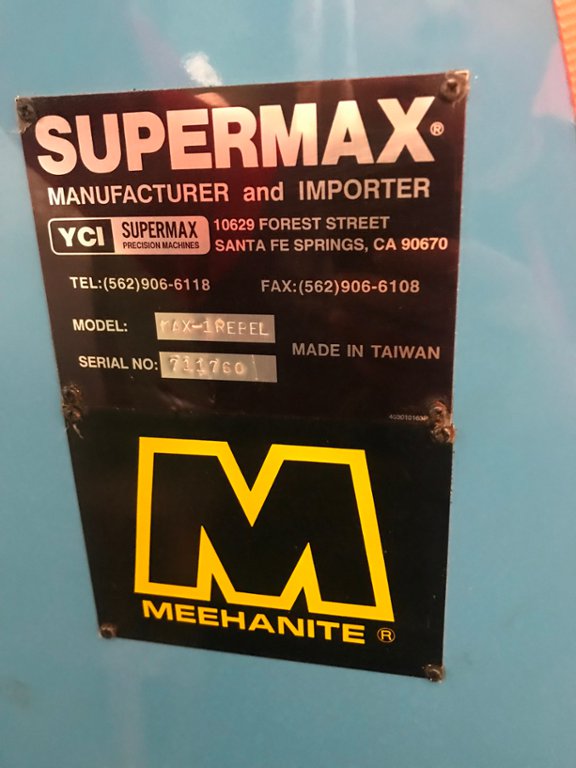 SUPERMAX®
MANUFACTURER and IMPORTER
YCI SUPERMAX PRECISION MACHINES
10629 FOREST STREET
SANTA FE SPRINGS, CA 90670
TEL:(562)906-6118 FAX:(562)906-6108
MODEL: -1REBEL
SERIAL NO: 711760
MADE IN TAIWAN
M
MEEHANITE ®